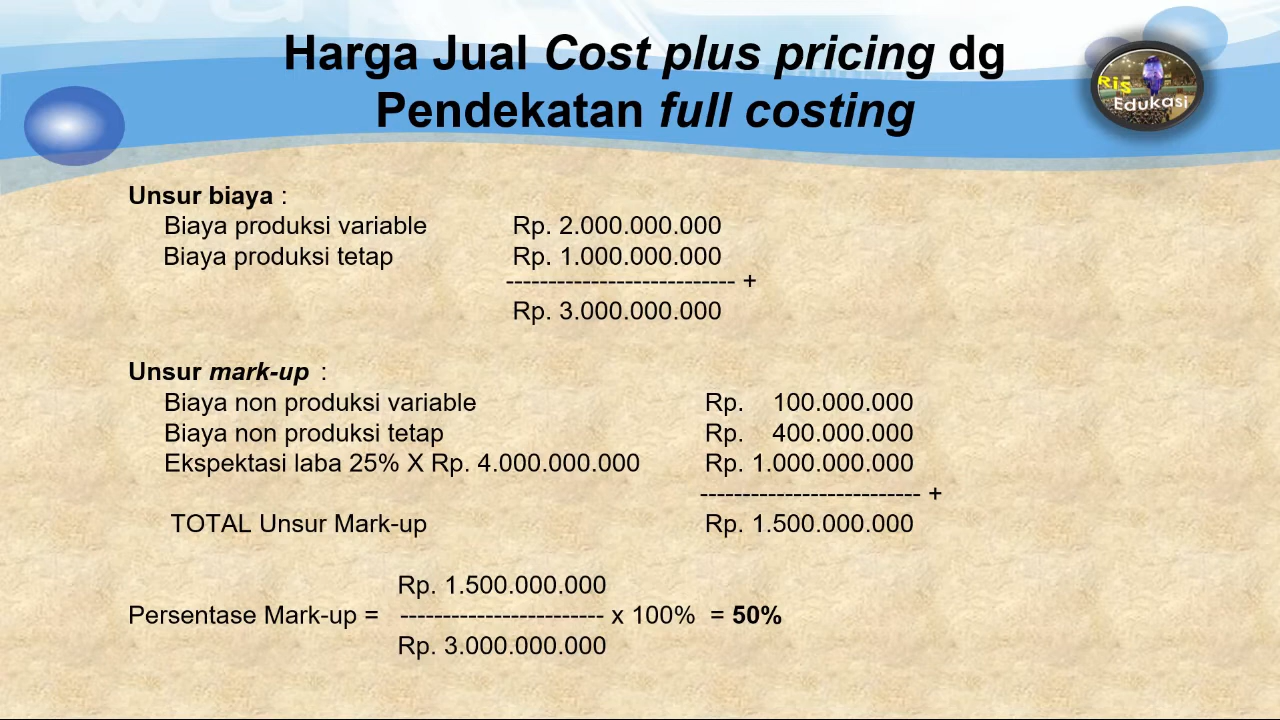 Harga Jual Cost plus pricing dg
Pendekatan full costing
Ris
Edukasi
Unsur biaya :
Biaya produksi variable Rp. 2.000.000.000
Biaya produksi tetap Rp. 1.000.000.000
--------------------------- +
Rp. 3.000.000.000
Unsur mark-up :
Biaya non produksi variable Rp. 100.000.000
Biaya non produksi tetap Rp. 400.000.000
Ekspektasi laba 25% X Rp. 4.000.000.000 Rp. 1.000.000.000
-------------------------- +
TOTAL Unsur Mark-up Rp. 1.500.000.000
Rp. 1.500.000.000
Persentase Mark-up = ------------------------ x 100% = 50%
Rp. 3.000.000.000